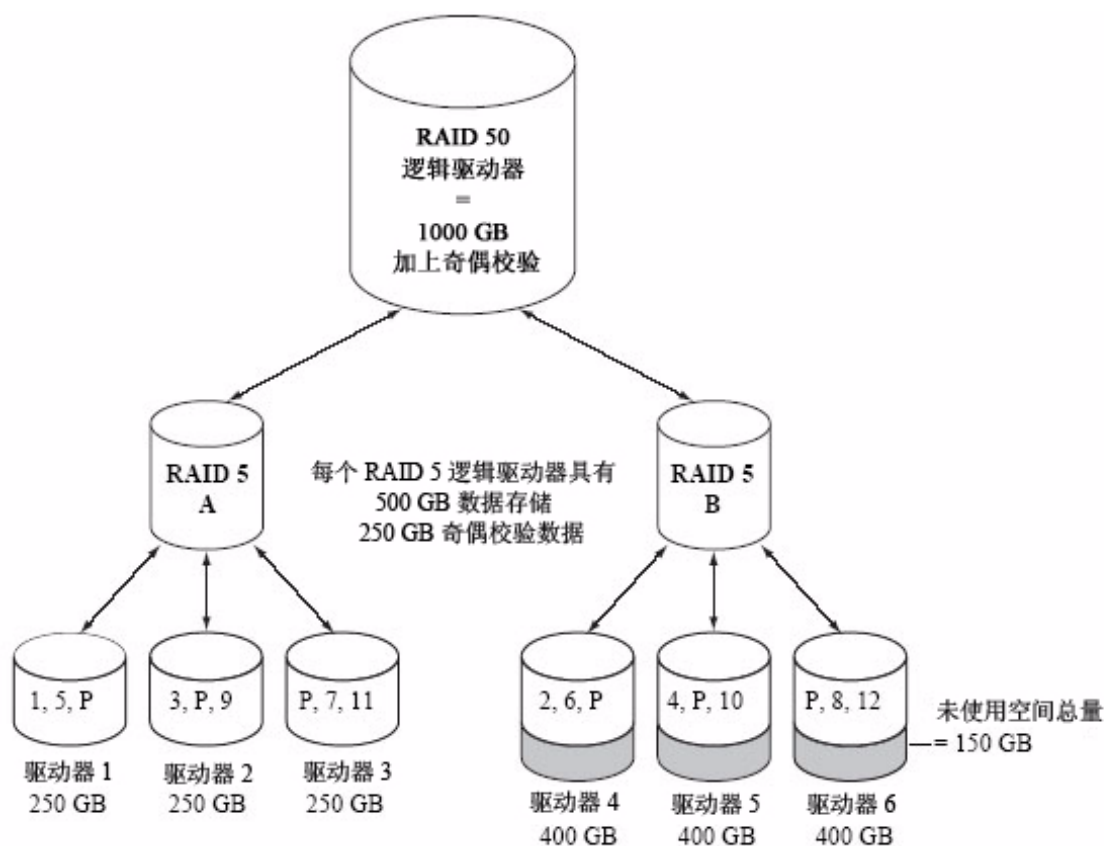 RAID 50
逻辑驱动器
=
1000 GB
加上奇偶校验
RAID 5
A
每个 RAID 5 逻辑驱动器具有
500 GB 数据存储
250 GB 奇偶校验数据
RAID 5
B
1, 5, P
3, P, 9
P, 7, 11
2, 6, P
4, P, 10
P, 8, 12
未使用空间总量
= 150 GB
驱动器 1
250 GB
驱动器 2
250 GB
驱动器 3
250 GB
驱动器 4
400 GB
驱动器 5
400 GB
驱动器 6
400 GB